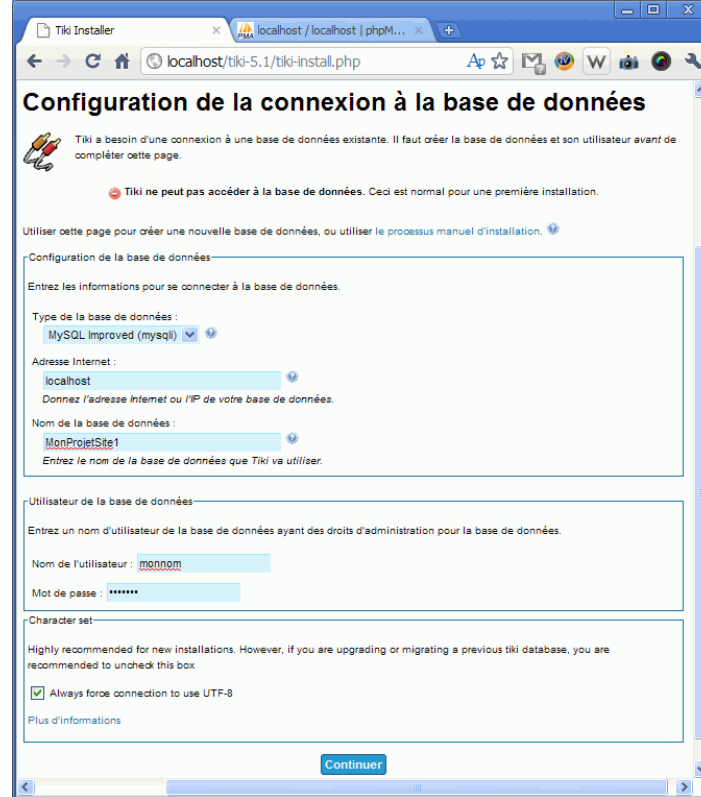 Tiki Installer
localhost / localhost | phpM...
localhost/tiki-5.1/tiki-install.php
Configuration de la connexion à la base de données
Tiki a besoin d'une connexion à une base de données existante. Il faut créer la base de données et son utilisateur avant de
compléter cette page.
Tiki ne peut pas accéder à la base de données. Ceci est normal pour une première installation.
Utiliser cette page pour créer une nouvelle base de données, ou utiliser le processus manuel d'installation.
Configuration de la base de données
Entrez les informations pour se connecter à la base de données.
Type de la base de données :
MySQL Improved (mysqli)
Adresse Internet :
localhost
Donnez l'adresse Internet ou l'IP de votre base de données.
Nom de la base de données :
MonProjetSite1
Entrez le nom de la base de données que Tiki va utiliser.
Utilisateur de la base de données
Entrez un nom d'utilisateur de la base de données ayant des droits d'administration pour la base de données.
Nom de l'utilisateur : monnom
Mot de passe : •••••••
Character set
Highly recommended for new installations. However, if you are upgrading or migrating a previous tiki database, you are
recommended to uncheck this box
Always force connection to use UTF-8
Plus d'informations
Continuer